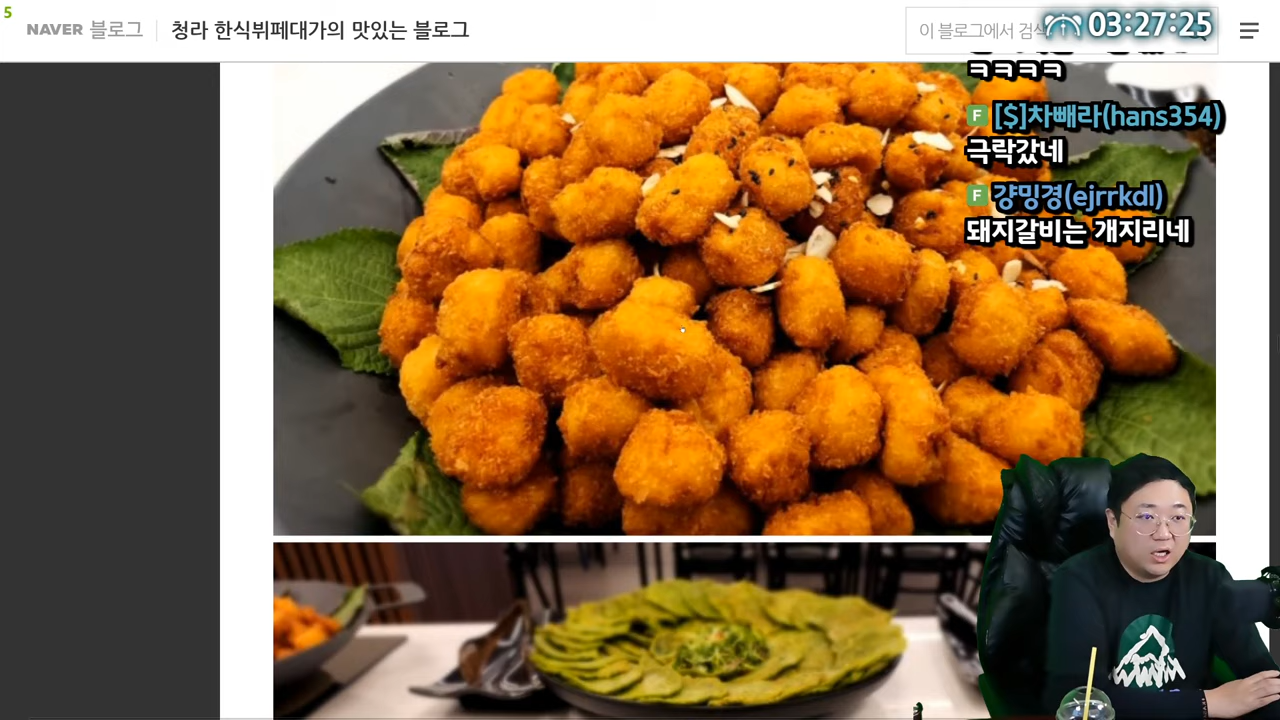 5
NAVER 블로그 청라 한식뷔페대가의 맛있는 블로그
이 블로그에서 검색
03:27:25
ㅋㅋㅋㅋ
F [$]차빼라(hans354)
극락갔네
F 걍밍경(ejrrkdl)
돼지갈비는 개지리네